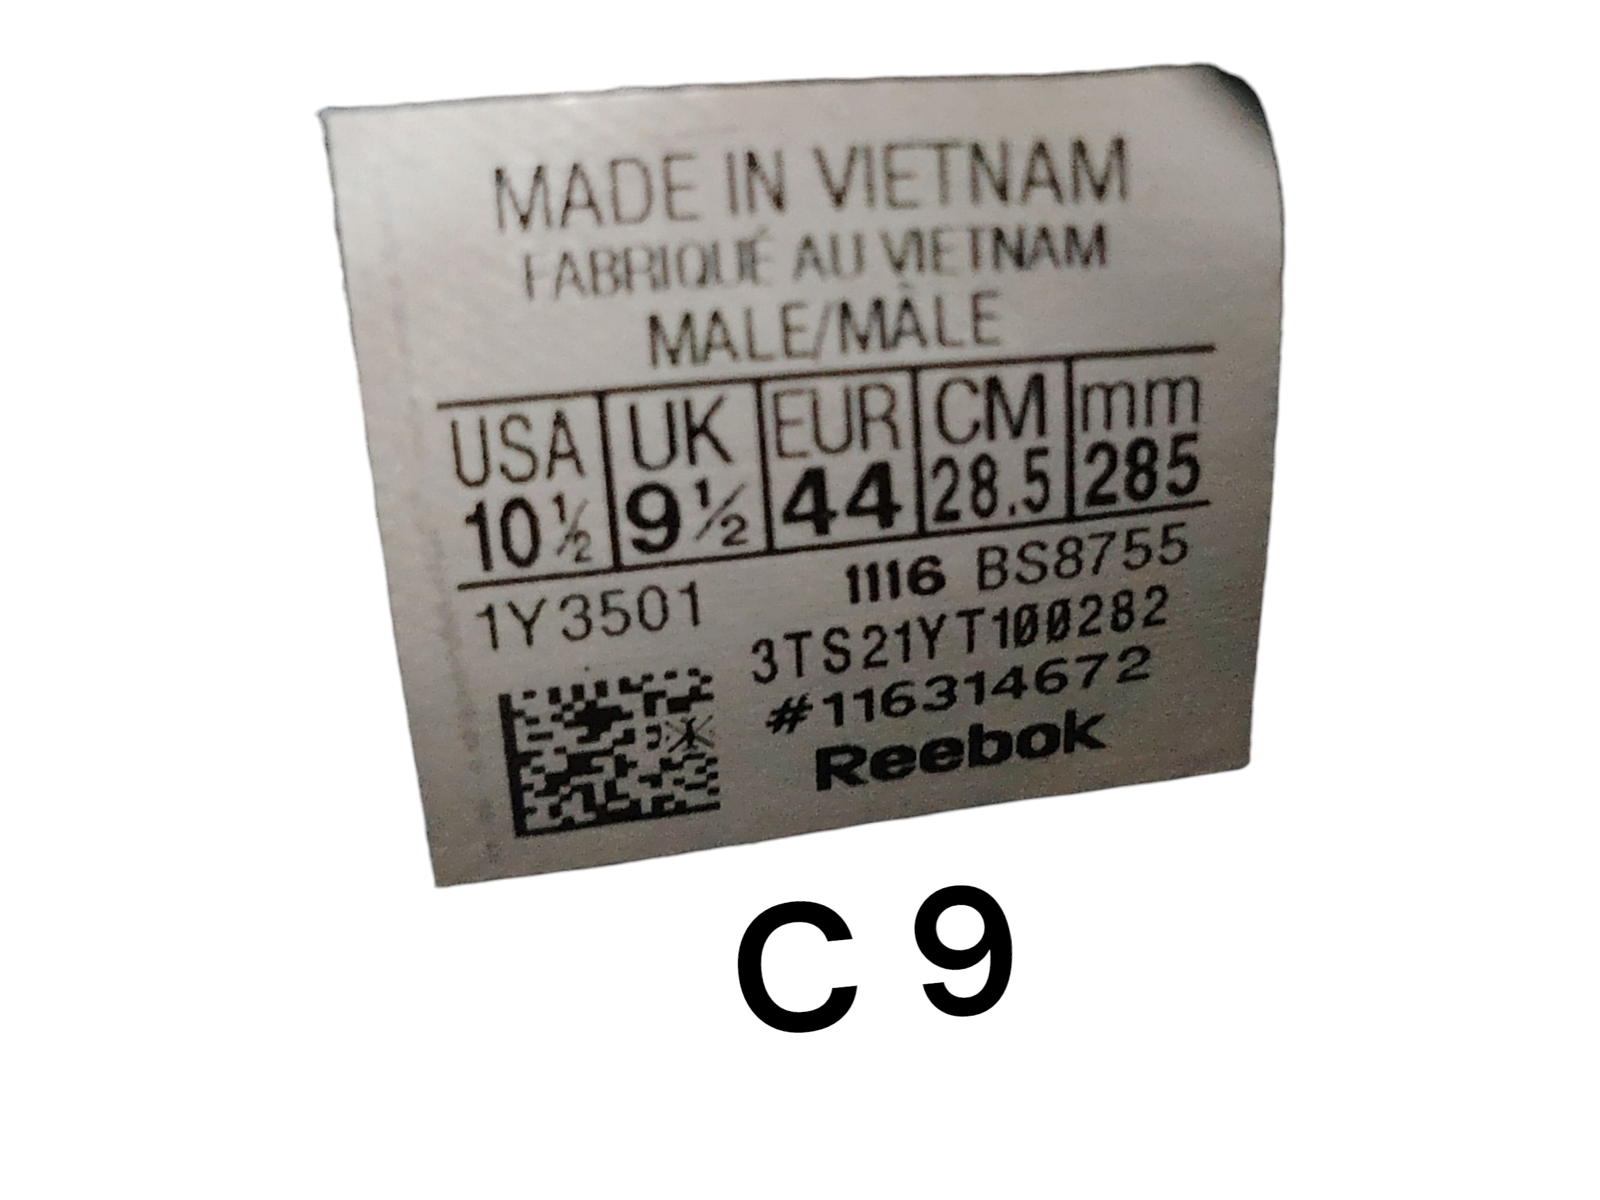 MADE IN VIETNAM
FABRIQUÉ AU VIETNAM
MALE/MÂLE
USA UK EUR CM mm
10½ 9½ 44 28.5 285
1Y3501 1116 BS8755
3TS21YT100282
#116314672
Reebok
C 9